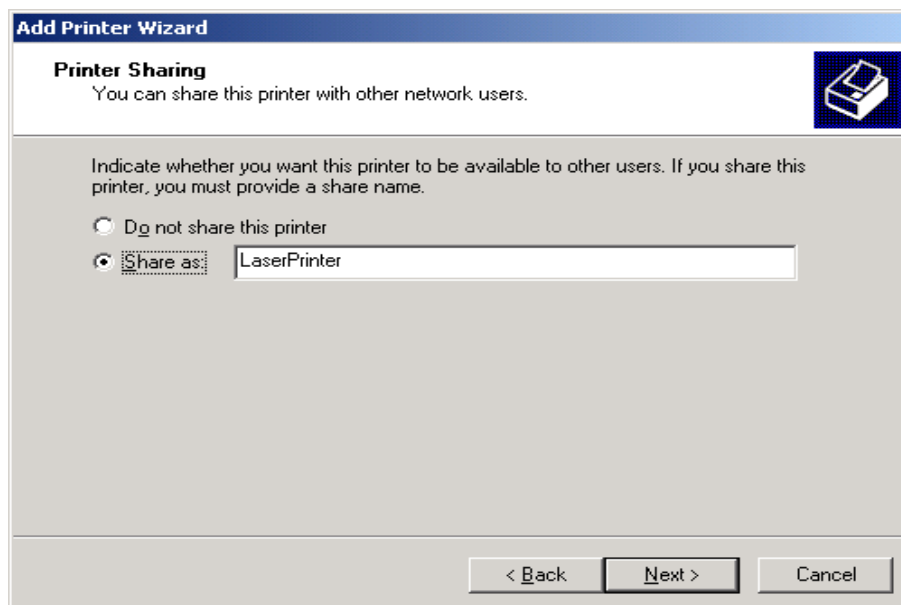 Add Printer Wizard
Printer Sharing
You can share this printer with other network users.
Indicate whether you want this printer to be available to other users. If you share this
printer, you must provide a share name.
Do not share this printer
Share as: LaserPrinter
< Back Next > Cancel